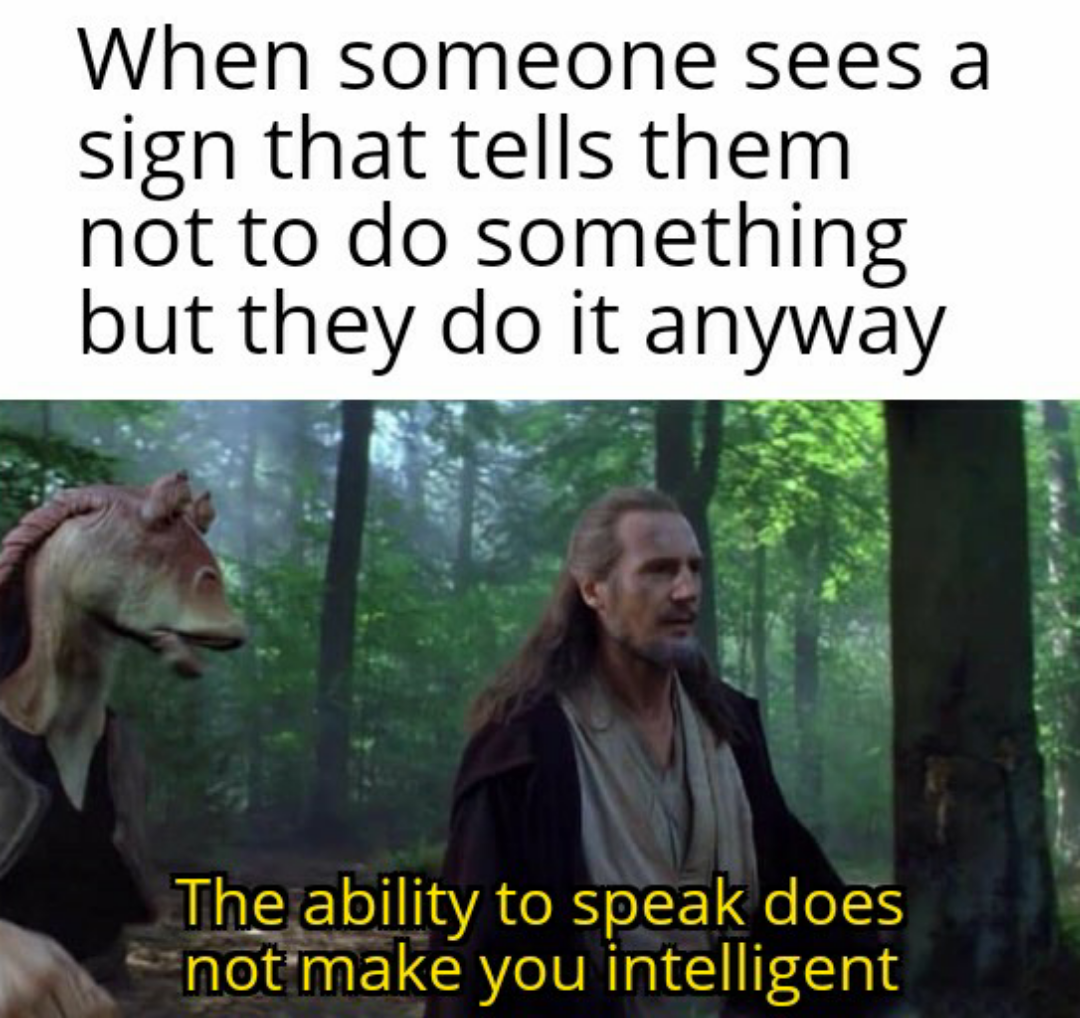 When someone sees a
sign that tells them
not to do something
but they do it anyway
The ability to speak does
not make you intelligent